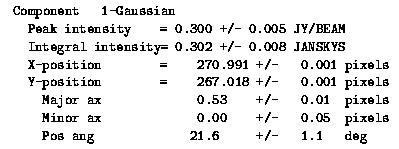 Component 1-Gaussian
Peak intensity = 0.300 +/- 0.005 JY/BEAM
Integral intensity= 0.302 +/- 0.008 JANSKYS
X-position = 270.991 +/- 0.001 pixels
Y-position = 267.018 +/- 0.001 pixels
Major ax 0.53 +/- 0.01 pixels
Minor ax 0.00 +/- 0.05 pixels
Pos ang 21.6 +/- 1.1 deg